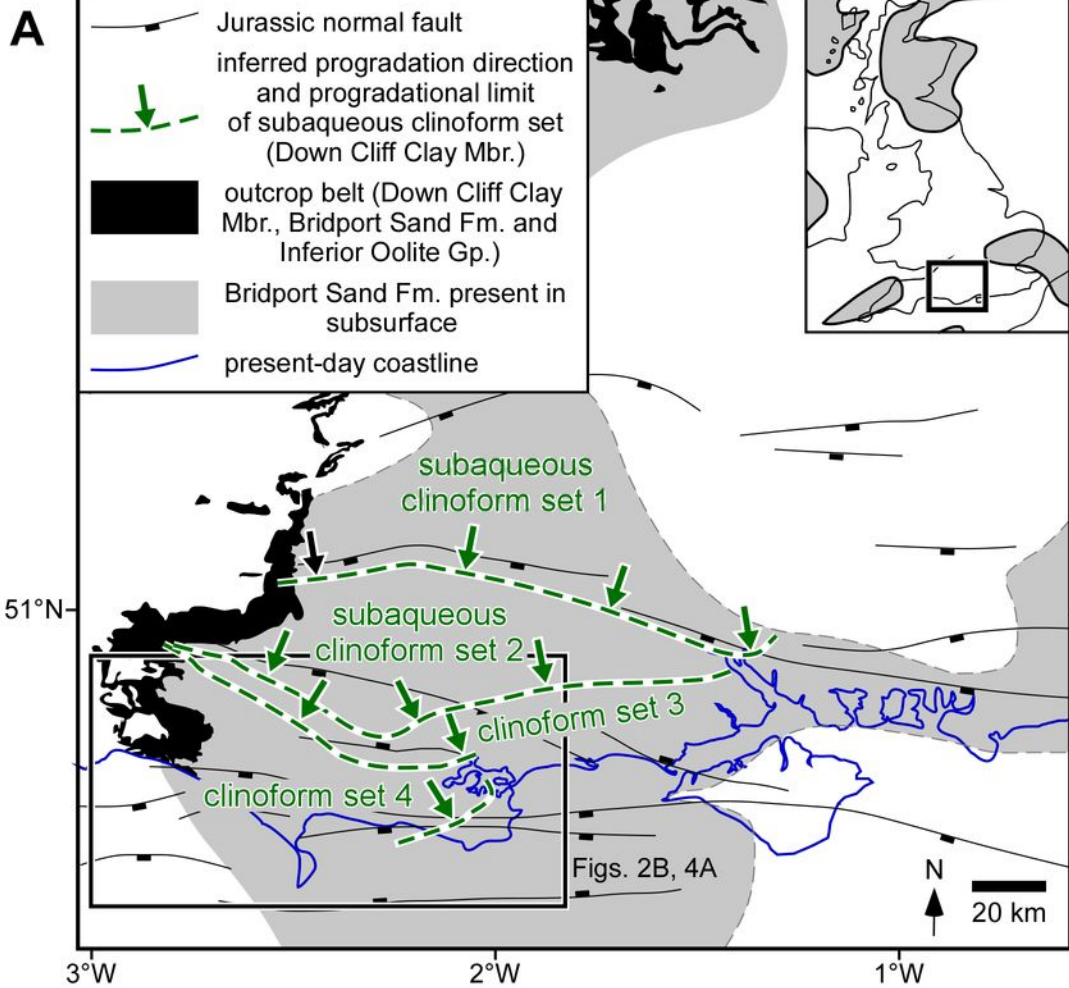 A
Jurassic normal fault
inferred progradation direction
and progradational limit
of subaqueous clinoform set
(Down Cliff Clay Mbr.)
outcrop belt (Down Cliff Clay
Mbr., Bridport Sand Fm. and
Inferior Oolite Gp.)
Bridport Sand Fm. present in
subsurface
present-day coastline
subaqueous
clinoform set 1
51°N
subaqueous
clinoform set 2
clinoform set 3
clinoform set 4
Figs. 2B, 4A
N
20 km
3°W
2°W
1°W